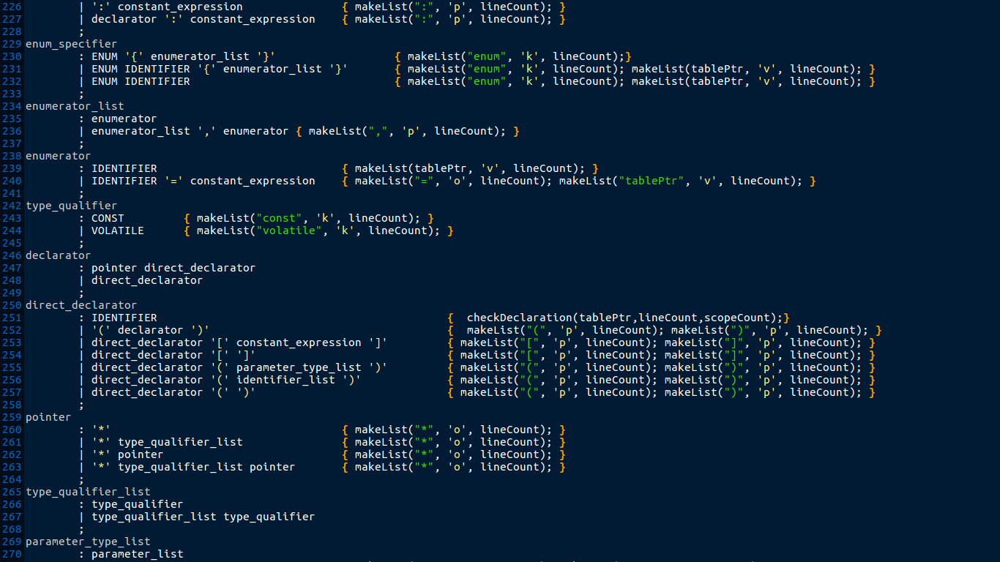 226         | ':' constant_expression               { makeList(":", 'p', lineCount); }
227         | declarator ':' constant_expression    { makeList(":", 'p', lineCount); }
228         ;
229 enum_specifier
230         : ENUM '{' enumerator_list '}'                  { makeList("enum", 'k', lineCount);}
231         | ENUM IDENTIFIER '{' enumerator_list '}'       { makeList("enum", 'k', lineCount); makeList(tablePtr, 'v', lineCount); }
232         | ENUM IDENTIFIER                               { makeList("enum", 'k', lineCount); makeList(tablePtr, 'v', lineCount); }
233         ;
234 enumerator_list
235         : enumerator
236         | enumerator_list ',' enumerator { makeList(",", 'p', lineCount); }
237         ;
238 enumerator
239         : IDENTIFIER                            { makeList(tablePtr, 'v', lineCount); }
240         | IDENTIFIER '=' constant_expression    { makeList("=", 'o', lineCount); makeList("tablePtr", 'v', lineCount); }
241         ;
242 type_qualifier
243         : CONST         { makeList("const", 'k', lineCount); }
244         | VOLATILE      { makeList("volatile", 'k', lineCount); }
245         ;
246 declarator
247         : pointer direct_declarator
248         | direct_declarator
249         ;
250 direct_declarator
251         : IDENTIFIER                                            {  checkDeclaration(tablePtr,lineCount,scopeCount);}
252         | '(' declarator ')'                                    {  makeList("(", 'p', lineCount); makeList(")", 'p', lineCount); }
253         | direct_declarator '[' constant_expression ']'         { makeList("[", 'p', lineCount); makeList("]", 'p', lineCount); }
254         | direct_declarator '[' ']'                             { makeList("[", 'p', lineCount); makeList("]", 'p', lineCount); }
255         | direct_declarator '(' parameter_type_list ')'         { makeList("(", 'p', lineCount); makeList(")", 'p', lineCount); }
256         | direct_declarator '(' identifier_list ')'             { makeList("(", 'p', lineCount); makeList(")", 'p', lineCount); }
257         | direct_declarator '(' ')'                             { makeList("(", 'p', lineCount); makeList(")", 'p', lineCount); }
258         ;
259 pointer
260         : '*'                                   { makeList("*", 'o', lineCount); }
261         | '*' type_qualifier_list               { makeList("*", 'o', lineCount); }
262         | '*' pointer                           { makeList("*", 'o', lineCount); }
263         | '*' type_qualifier_list pointer       { makeList("*", 'o', lineCount); }
264         ;
265 type_qualifier_list
266         : type_qualifier
267         | type_qualifier_list type_qualifier
268         ;
269 parameter_type_list
270         : parameter_list